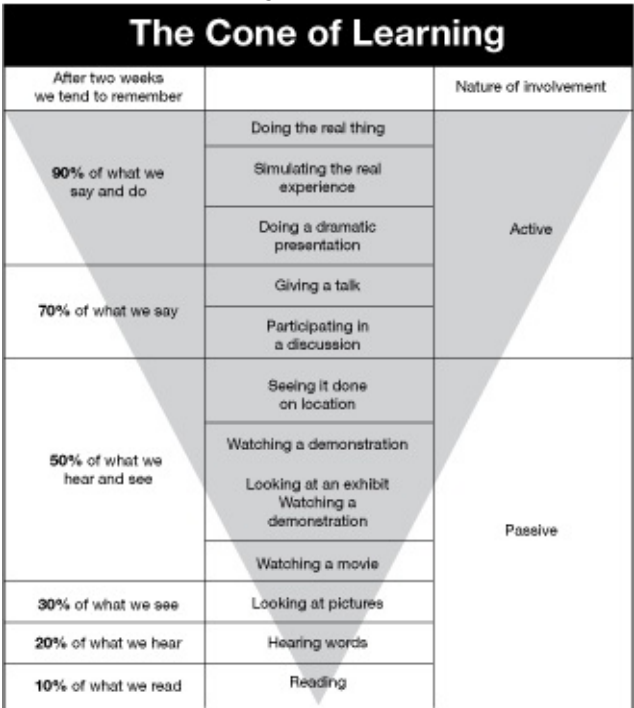 The Cone of Learning
After two weeks
we tend to remember
Nature of involvement
90% of what we
say and do
Doing the real thing
Simulating the real
experience
Doing a dramatic
presentation
Active
70% of what we say
Giving a talk
Participating in
a discussion
50% of what we
hear and see
Seeing it done
on location
Watching a demonstration
Looking at an exhibit
Watching a
demonstration
Watching a movie
Passive
30% of what we see
Looking at pictures
20% of what we hear
Hearing words
10% of what we read
Reading